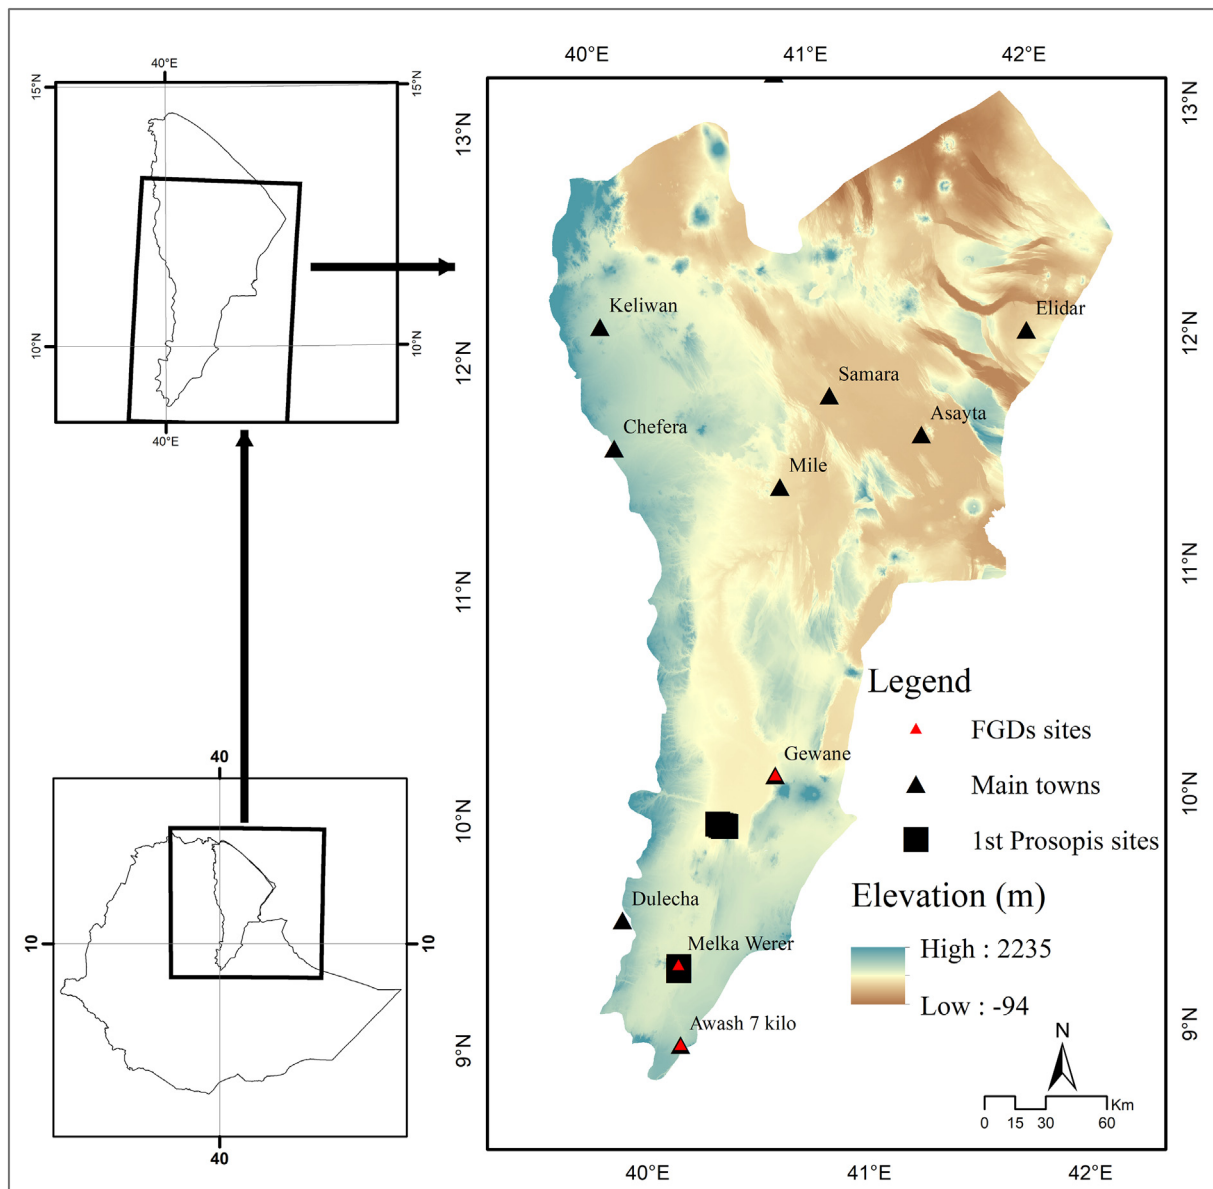 40°E
15°N
15°N
10°N
10°N
40°E
40
10
10
40
40°E
41°E
42°E
13°N
13°N
12°N
12°N
11°N
11°N
10°N
10°N
9°N
9°N
40°E
41°E
42°E
Keliwan
Elidar
Samara
Asayta
Chefera
Mile
Gewane
Dulecha
Melka Werer
Awash 7 kilo
Legend
FGDs sites
Main towns
1st Prosopis sites
Elevation (m)
High : 2235
Low : -94
N
Km
0 15 30 60